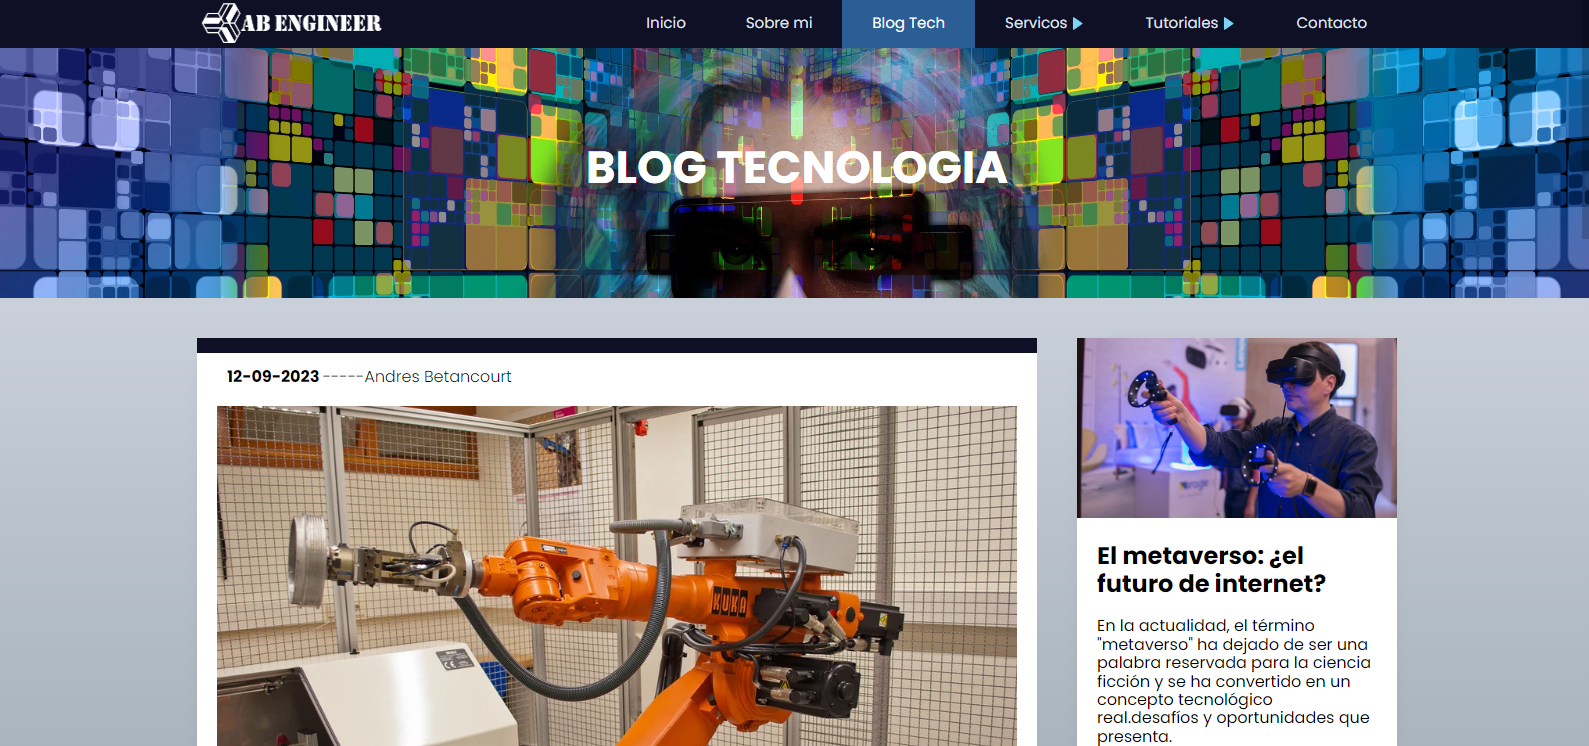 AB ENGINEER
Inicio
Sobre mi
Blog Tech
Servicos
Tutoriales
Contacto
BLOG TECNOLOGIA
12-09-2023 -----Andres Betancourt
KUKA
El metaverso: ¿el
futuro de internet?
En la actualidad, el término
"metaverso" ha dejado de ser una
palabra reservada para la ciencia
ficción y se ha convertido en un
concepto tecnológico
real.desafíos y oportunidades que
presenta.